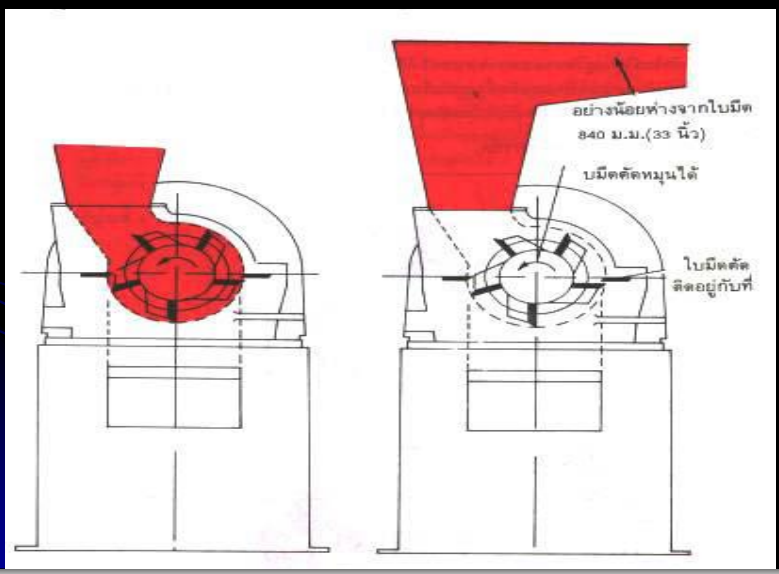 อย่างน้อยห่างจากใบมีด
840 ม.ม.(33 นิ้ว)
บมีดตัดหมุนได้
ใบมีดตัด
ติดอยู่กับที่